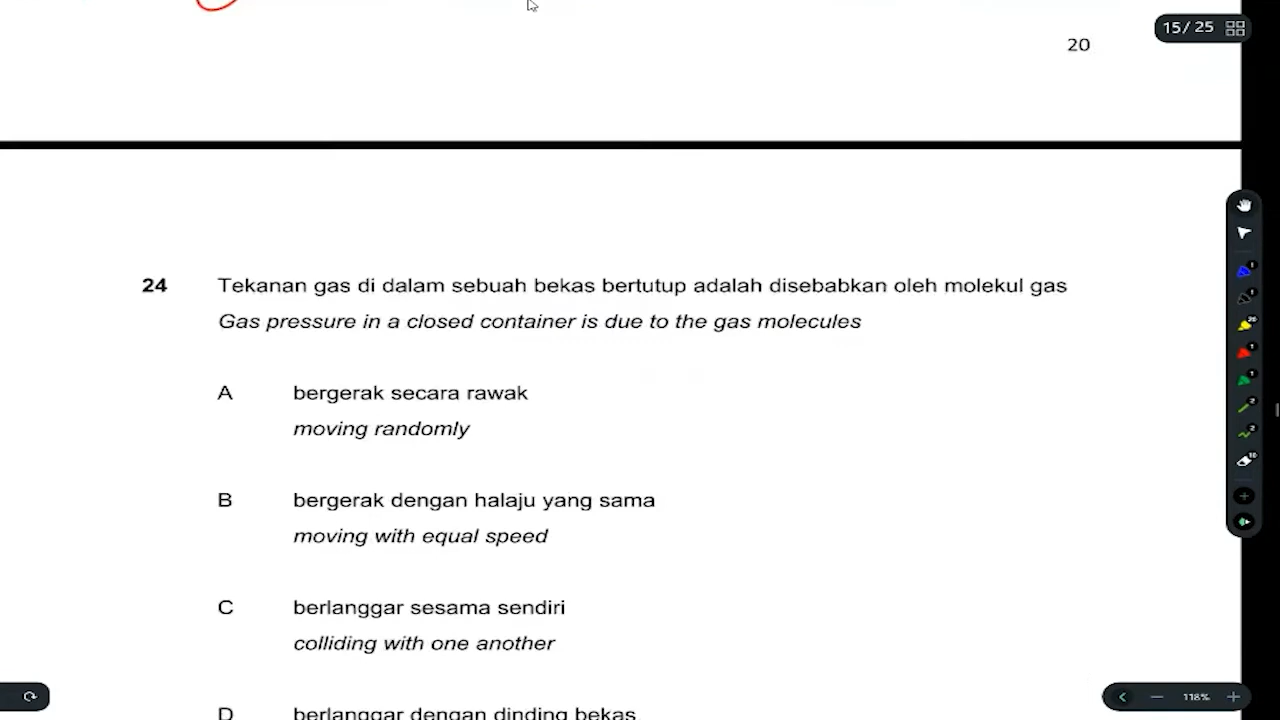 15/ 25
20
24 Tekanan gas di dalam sebuah bekas bertutup adalah disebabkan oleh molekul gas
Gas pressure in a closed container is due to the gas molecules
A bergerak secara rawak
moving randomly
B bergerak dengan halaju yang sama
moving with equal speed
C berlanggar sesama sendiri
colliding with one another
D berlanggar dengan dinding bekas
118%